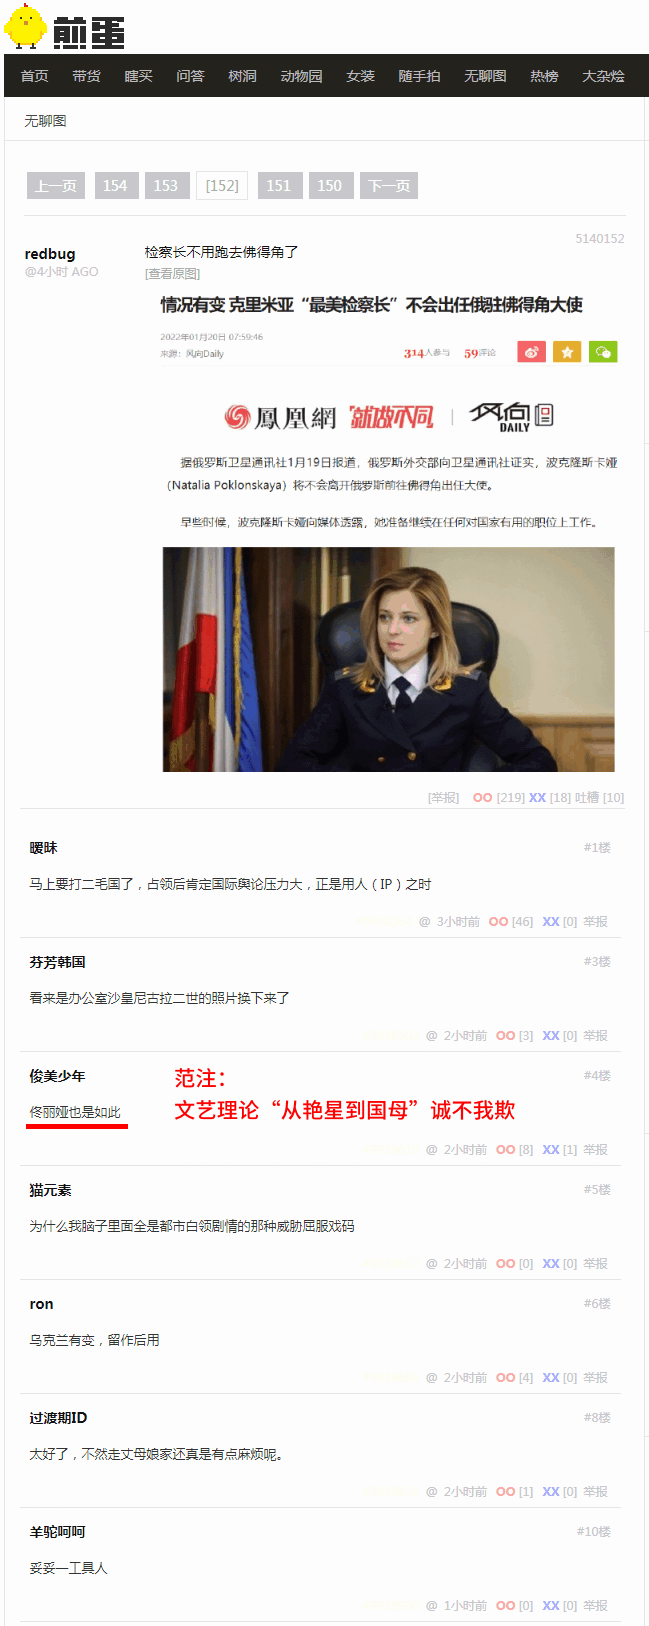 煎蛋
首页 带货 瞎买 问答 树洞 动物园 女装 随手拍 无聊图 热榜 大杂烩
无聊图
上一页 154 153 [152] 151 150 下一页
5140152
redbug
@4小时 AGO
检察长不用跑去佛得角了
[查看原图]
情况有变 克里米亚“最美检察长”不会出任俄驻佛得角大使
2022年01月20日 07:59:46
来源：风向Daily
314人参与 59评论
鳳凰網 就做不同 | 风向 DAILY
据俄罗斯卫星通讯社1月19日报道，俄罗斯外交部向卫星通讯社证实，波克隆斯卡娅
（Natalia Poklonskaya）将不会离开俄罗斯前往佛得角出任大使。
早些时候，波克隆斯卡娅向媒体透露，她准备继续在任何对国家有用的职位上工作。
[举报] OO [219] XX [18] 吐槽 [10]
暧昧 #1楼
马上要打二毛国了，占领后肯定国际舆论压力大，正是用人（IP）之时
@ 3小时前 OO [46] XX [0] 举报
芬芳韩国 #3楼
看来是办公室沙皇尼古拉二世的照片换下来了
@ 2小时前 OO [3] XX [0] 举报
俊美少年 #4楼
佟丽娅也是如此
范注：
文艺理论“从艳星到国母”诚不我欺
@ 2小时前 OO [8] XX [1] 举报
猫元素 #5楼
为什么我脑子里面全是都市白领剧情的那种威胁屈服戏码
@ 2小时前 OO [0] XX [0] 举报
ron #6楼
乌克兰有变，留作后用
@ 2小时前 OO [4] XX [0] 举报
过渡期ID #8楼
太好了，不然走丈母娘家还真是有点麻烦呢。
@ 2小时前 OO [1] XX [0] 举报
羊驼呵呵 #10楼
妥妥一工具人
@ 1小时前 OO [0] XX [0] 举报